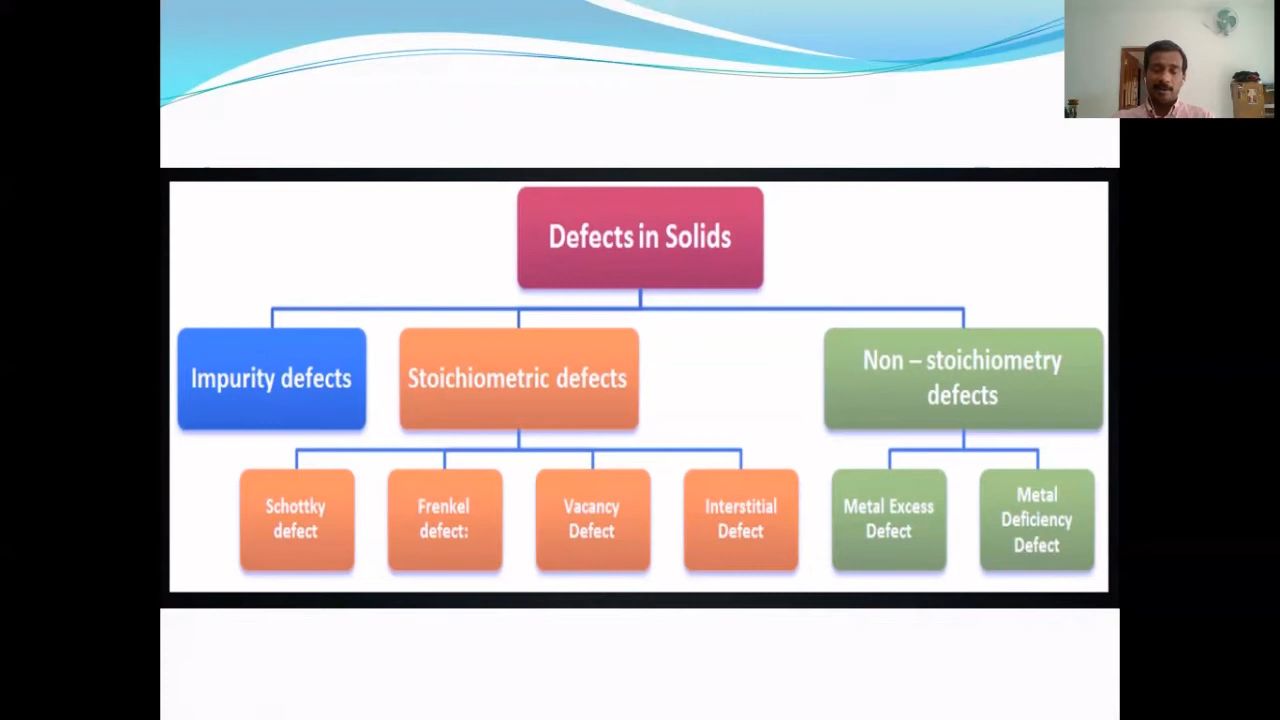 Defects in Solids
Impurity defects
Stoichiometric defects
Non – stoichiometry
defects
Schottky
defect
Frenkel
defect:
Vacancy
Defect
Interstitial
Defect
Metal Excess
Defect
Metal
Deficiency
Defect